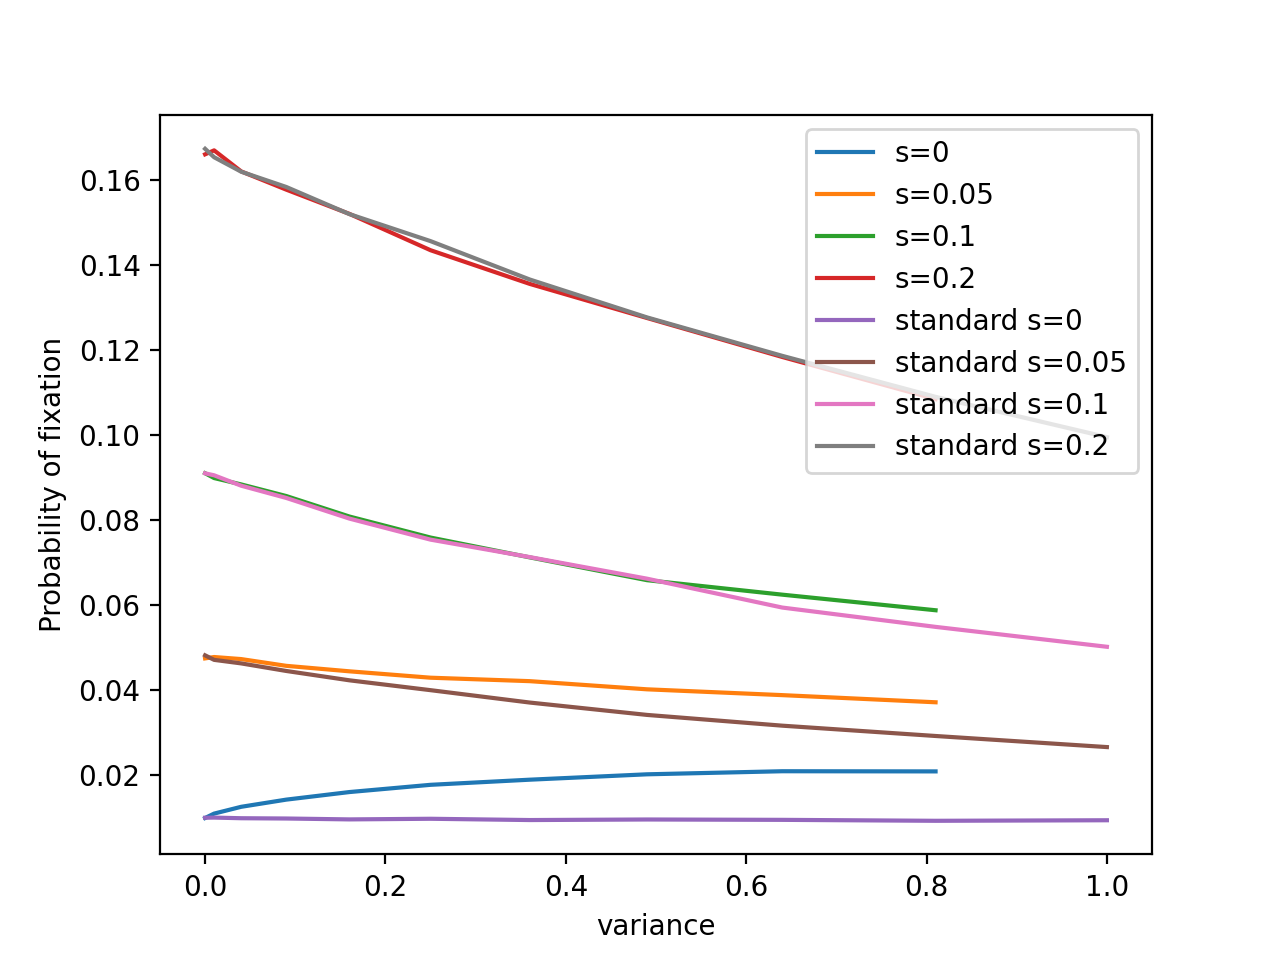 s=0
s=0.05
s=0.1
s=0.2
standard s=0
standard s=0.05
standard s=0.1
standard s=0.2
0.16
0.14
0.12
0.10
0.08
0.06
0.04
0.02
Probability of fixation
0.0 0.2 0.4 0.6 0.8 1.0
variance